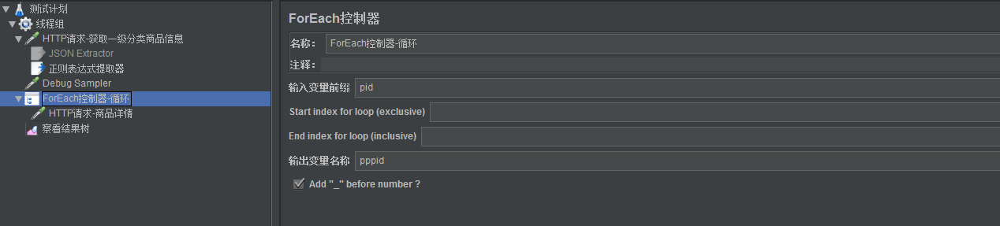 测试计划
线程组
HTTP请求-获取一级分类商品信息
JSON Extractor
正则表达式提取器
Debug Sampler
ForEach控制器-循环
HTTP请求-商品详情
察看结果树
ForEach控制器
名称： ForEach控制器-循环
注释：
输入变量前缀 pid
Start index for loop (exclusive)
End index for loop (inclusive)
输出变量名称 pppid
Add "_" before number ?